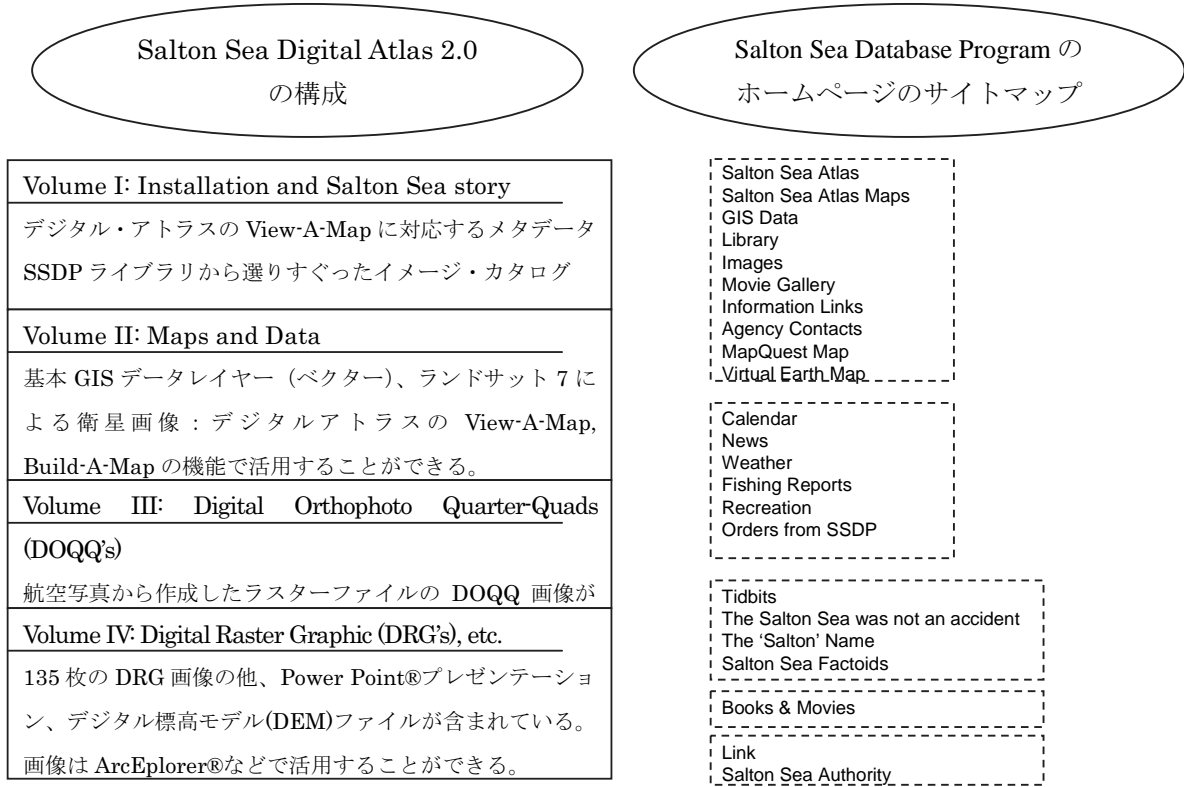 Salton Sea Digital Atlas 2.0
の構成
Salton Sea Database Program の
ホームページのサイトマップ
Volume I: Installation and Salton Sea story
デジタル・アトラスの View-A-Map に対応するメタデータ
SSDP ライブラリから選りすぐったイメージ・カタログ
Volume II: Maps and Data
基本 GIS データレイヤー（ベクター）、ランドサット 7 に
よる衛星画像：デジタルアトラスの View-A-Map,
Build-A-Map の機能で活用することができる。
Volume III: Digital Orthophoto Quarter-Quads
(DOQQ's)
航空写真から作成したラスターファイルの DOQQ 画像が
Volume IV: Digital Raster Graphic (DRG's), etc.
135 枚の DRG 画像の他、Power Point®プレゼンテーショ
ン、デジタル標高モデル(DEM)ファイルが含まれている。
画像は ArcEplorer®などで活用することができる。
Salton Sea Atlas
Salton Sea Atlas Maps
GIS Data
Library
Images
Movie Gallery
Information Links
Agency Contacts
MapQuest Map
Virtual Earth Map
Calendar
News
Weather
Fishing Reports
Recreation
Orders from SSDP
Tidbits
The Salton Sea was not an accident
The 'Salton' Name
Salton Sea Factoids
Books & Movies
Link
Salton Sea Authority